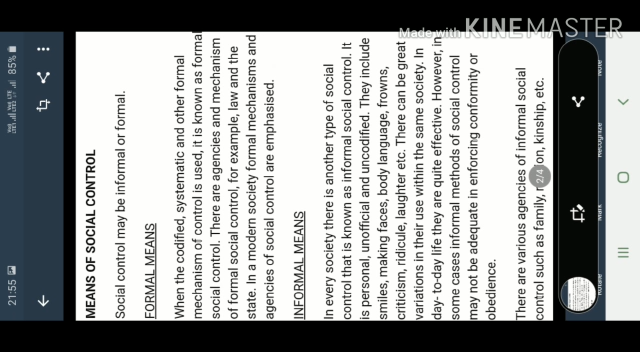 Made with KINEMASTER
21:55
85%
MEANS OF SOCIAL CONTROL
Social control may be informal or formal.
FORMAL MEANS
When the codified, systematic and other formal
mechanism of control is used, it is known as formal
social control. There are agencies and mechanism
of formal social control, for example, law and the
state. In a modern society formal mechanisms and
agencies of social control are emphasised.
INFORMAL MEANS
In every society there is another type of social
control that is known as informal social control. It
is personal, unofficial and uncodified. They include
smiles, making faces, body language, frowns,
criticism, ridicule, laughter etc. There can be great
variations in their use within the same society. In
day- to-day life they are quite effective. However, in
some cases informal methods of social control
may not be adequate in enforcing conformity or
obedience.
There are various agencies of informal social
control such as family, kinship, etc.
2/4
Rotate
Mark
Recognize
Note